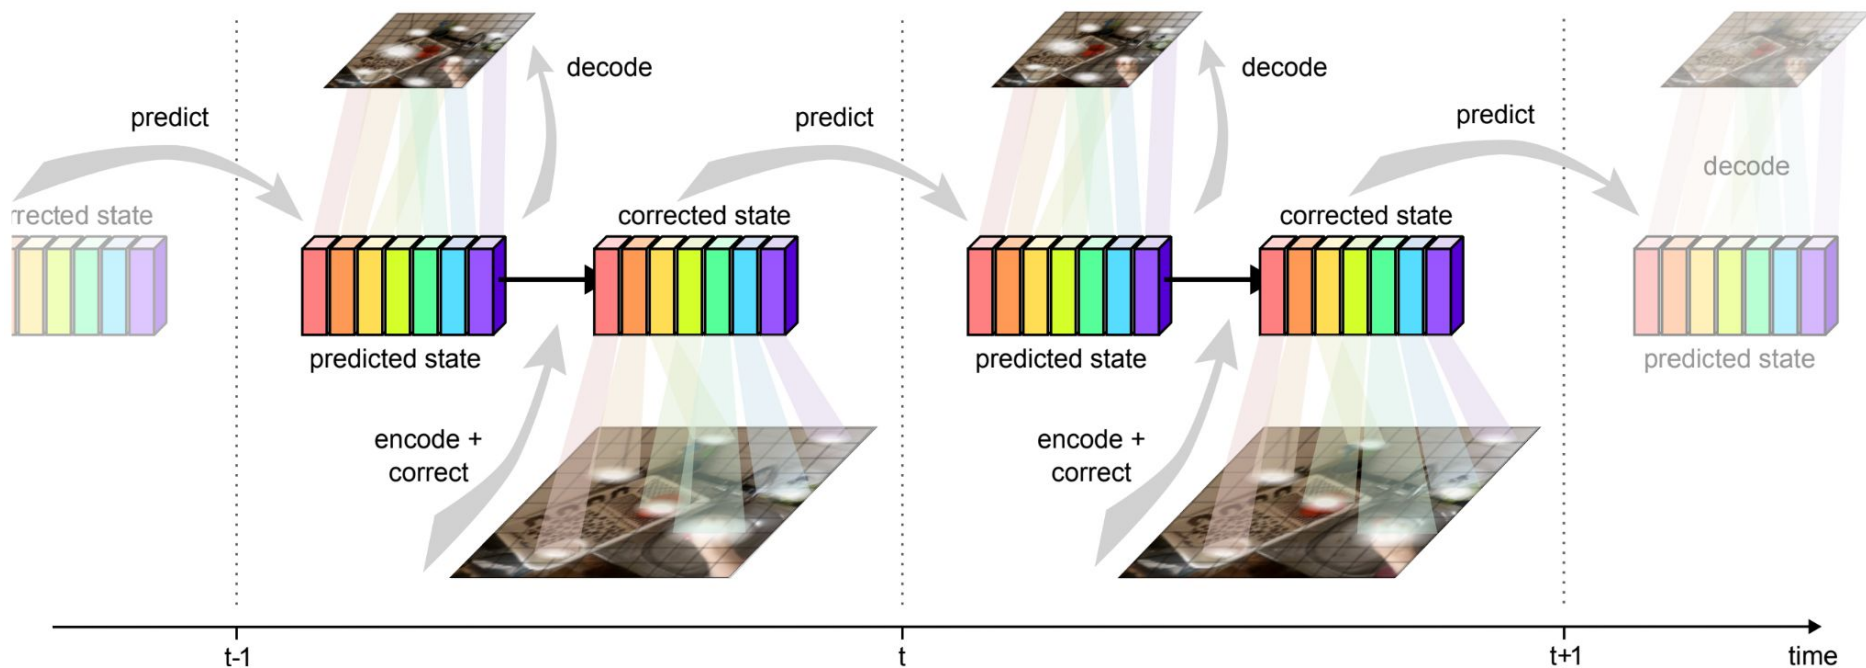 decode
decode
predict
predict
predict
decode
rrected state
corrected state
corrected state
predicted state
predicted state
predicted state
encode +
correct
encode +
correct
t-1
t
t+1
time